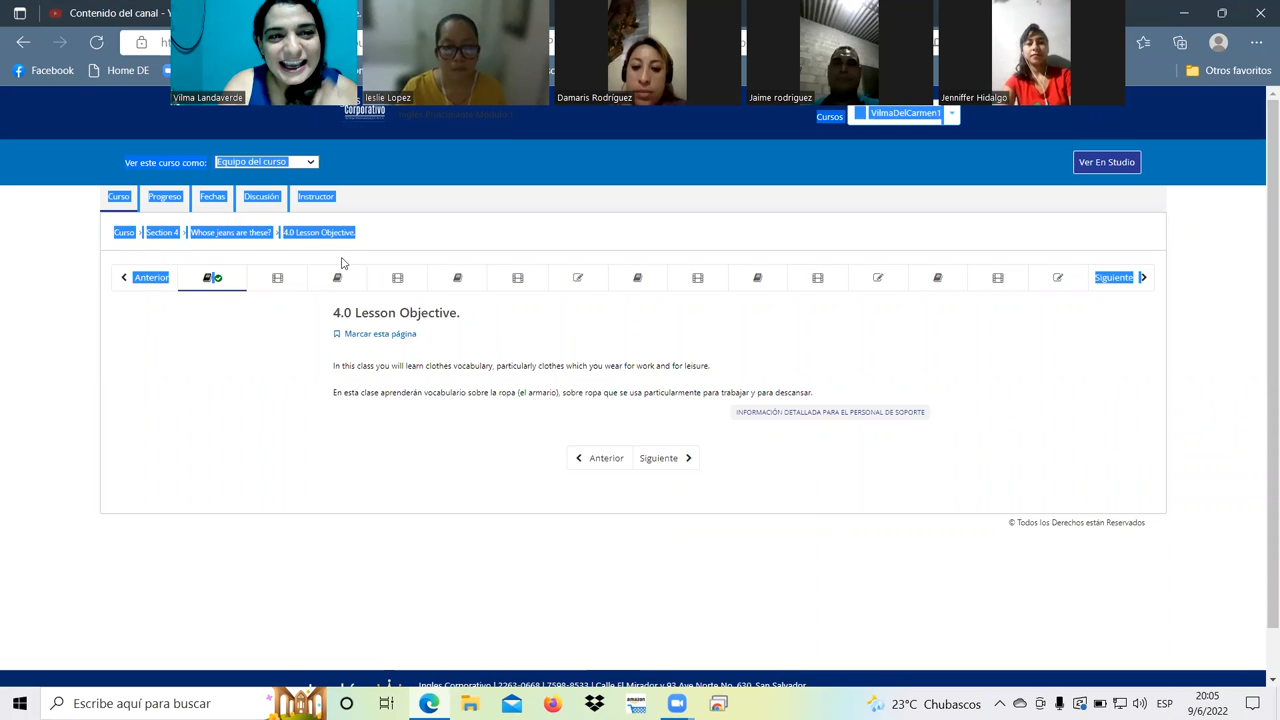 Contenido d
Facebook
Home DE
Otros favoritos
Vilma Landaverde
leslie Lopez
Damaris Rodríguez
Jaime rodriguez
Jenniffer Hidalgo
Corporativo
Ingles Principiante Módulo I
Cursos
VilmaDelCarmen1
Ver este curso como:
Equipo del curso
Ver En Studio
Curso
Progreso
Fechas
Discusión
Instructor
Curso › Section 4 › Whose jeans are these? › 4.0 Lesson Objective.
Anterior
Siguiente
4.0 Lesson Objective.
Marcar esta página
In this class you will learn clothes vocabulary, particularly clothes which you wear for work and for leisure.
En esta clase aprenderán vocabulario sobre la ropa (el armario), sobre ropa que se usa particularmente para trabajar y para descansar.
INFORMACIÓN DETALLADA PARA EL PERSONAL DE SOPORTE
Anterior
Siguiente
© Todos los Derechos están Reservados
Ingles Corporativo | 2263-0668 | 7598-8533 | Calle El Mirador y 93 Ave Norte No. 630, San Salvador
Escribe aquí para buscar
amazon
23°C Chubascos
ESP
20:05
9/6/2022